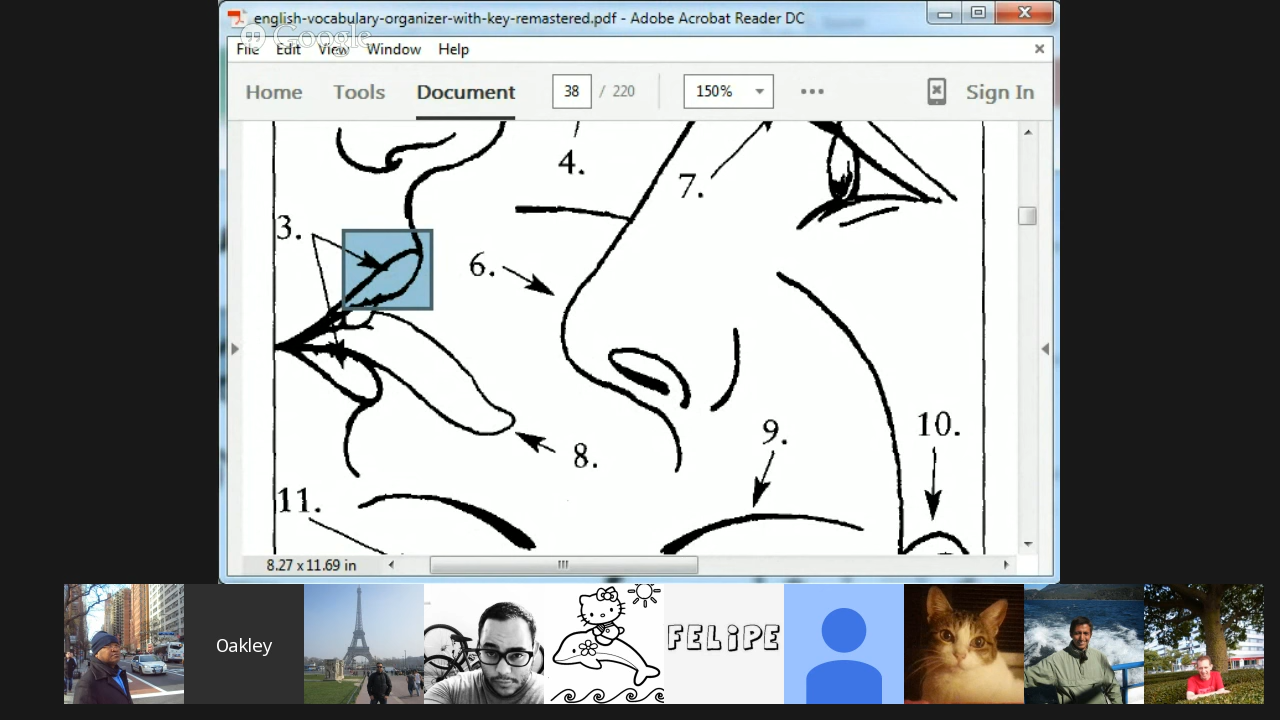 english-vocabulary-organizer-with-key-remastered.pdf - Adobe Acrobat Reader DC
Google
File Edit View Window Help
Home Tools Document 38 / 220 150% Sign In
4.
7.
3.
6.
9.
10.
8.
11.
8.27 x 11.69 in
Oakley
FELIPE